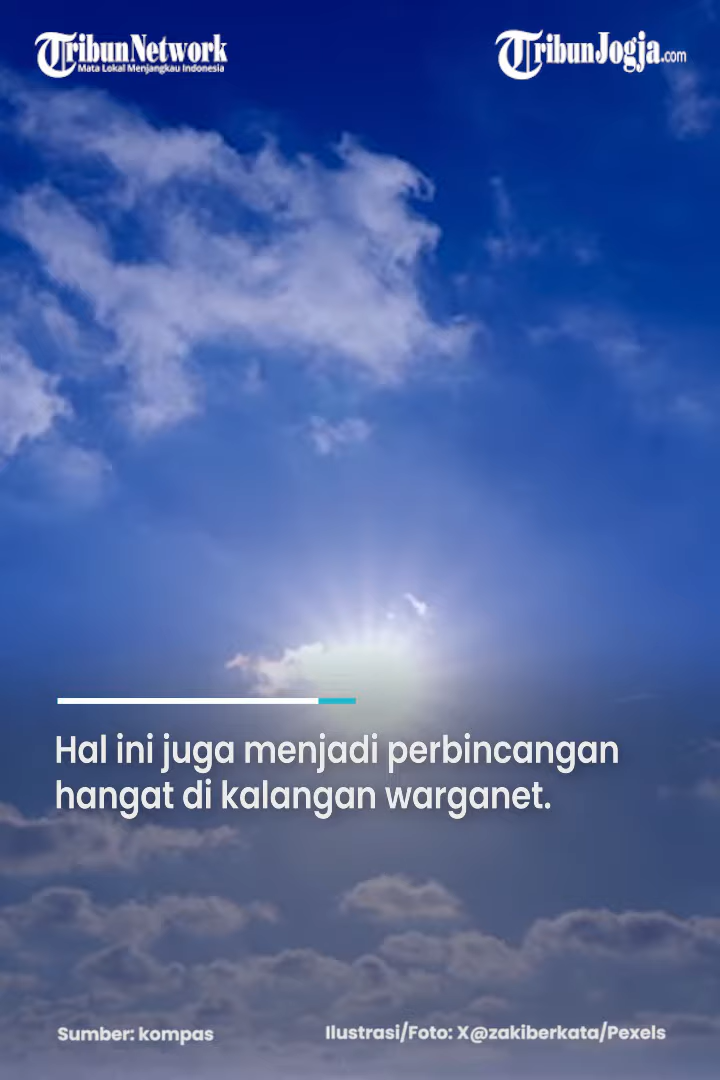 TribunNetwork
Mata Lokal Menjangkau Indonesia
TribunJogja.com
Hal ini juga menjadi perbincangan
hangat di kalangan warganet.
Sumber: kompas
Ilustrasi/Foto: X@zakiberkata/Pexels